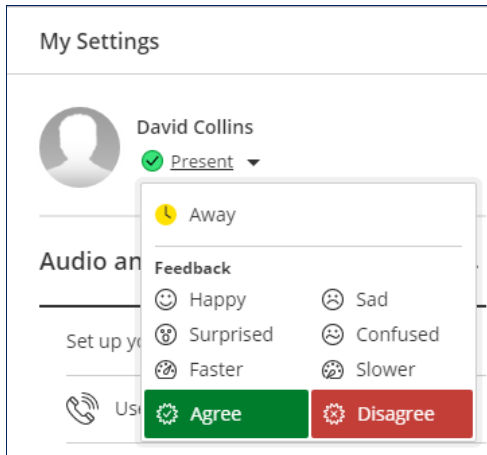 My Settings
David Collins
Present
Away
Audio an
Feedback
Happy Sad
Set up yo
Surprised Confused
Faster Slower
Use
Agree Disagree